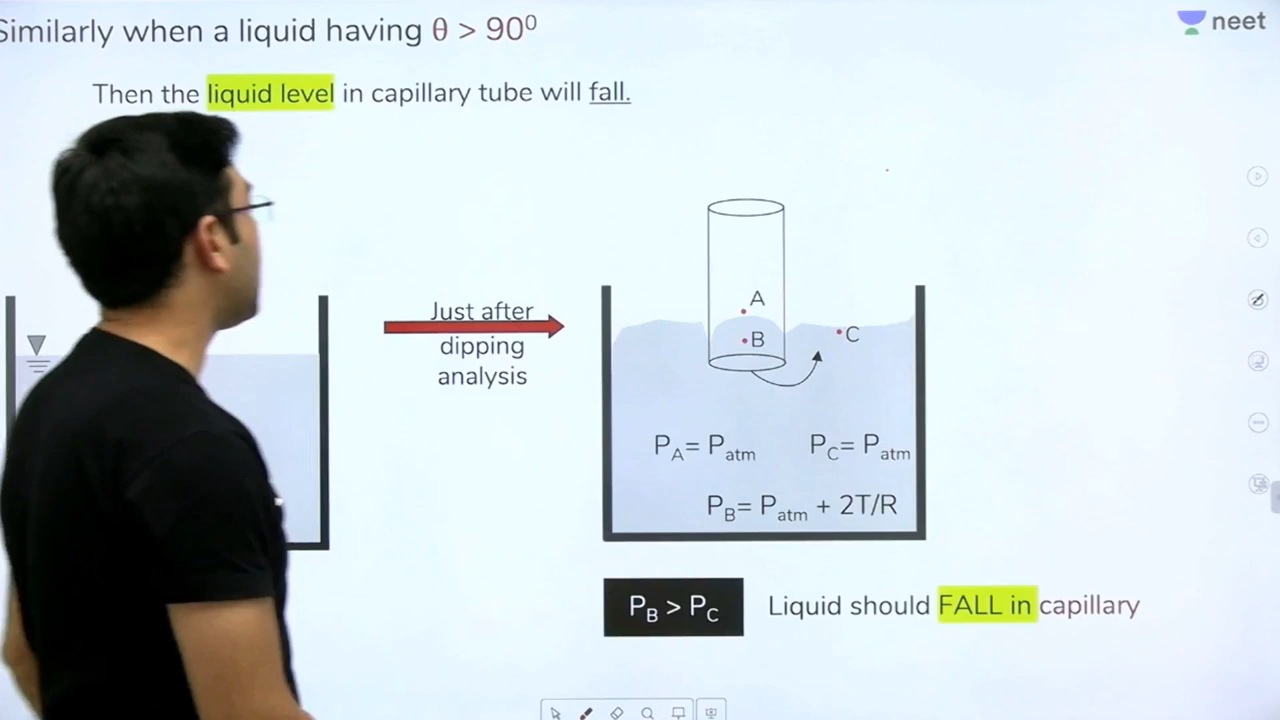 Similarly when a liquid having θ > 90⁰
neet
Then the liquid level in capillary tube will fall.
Just after
dipping
analysis
A
B
C
P_A= P_atm
P_C= P_atm
P_B= P_atm + 2T/R
P_B > P_C
Liquid should FALL in capillary